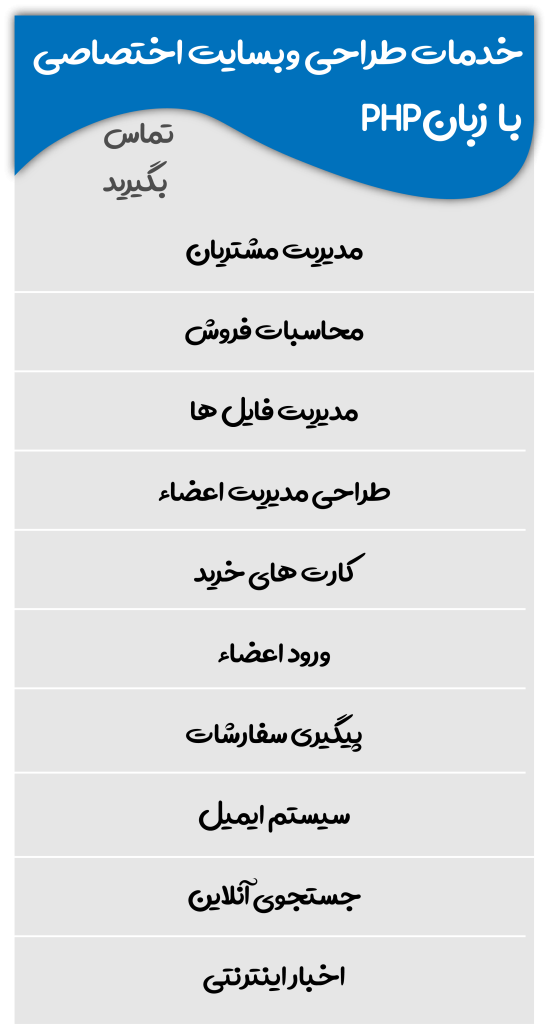 خدمات طراحی وبسایت اختصاصی
با زبان PHP
تماس
بگیرید
مدیریت مشتریان
محاسبات فروش
مدیریت فایل ها
طراحی مدیریت اعضاء
کارت های خرید
ورود اعضاء
پیگیری سفارشات
سیستم ایمیل
جستجوی آنلاین
اخبار اینترنتی